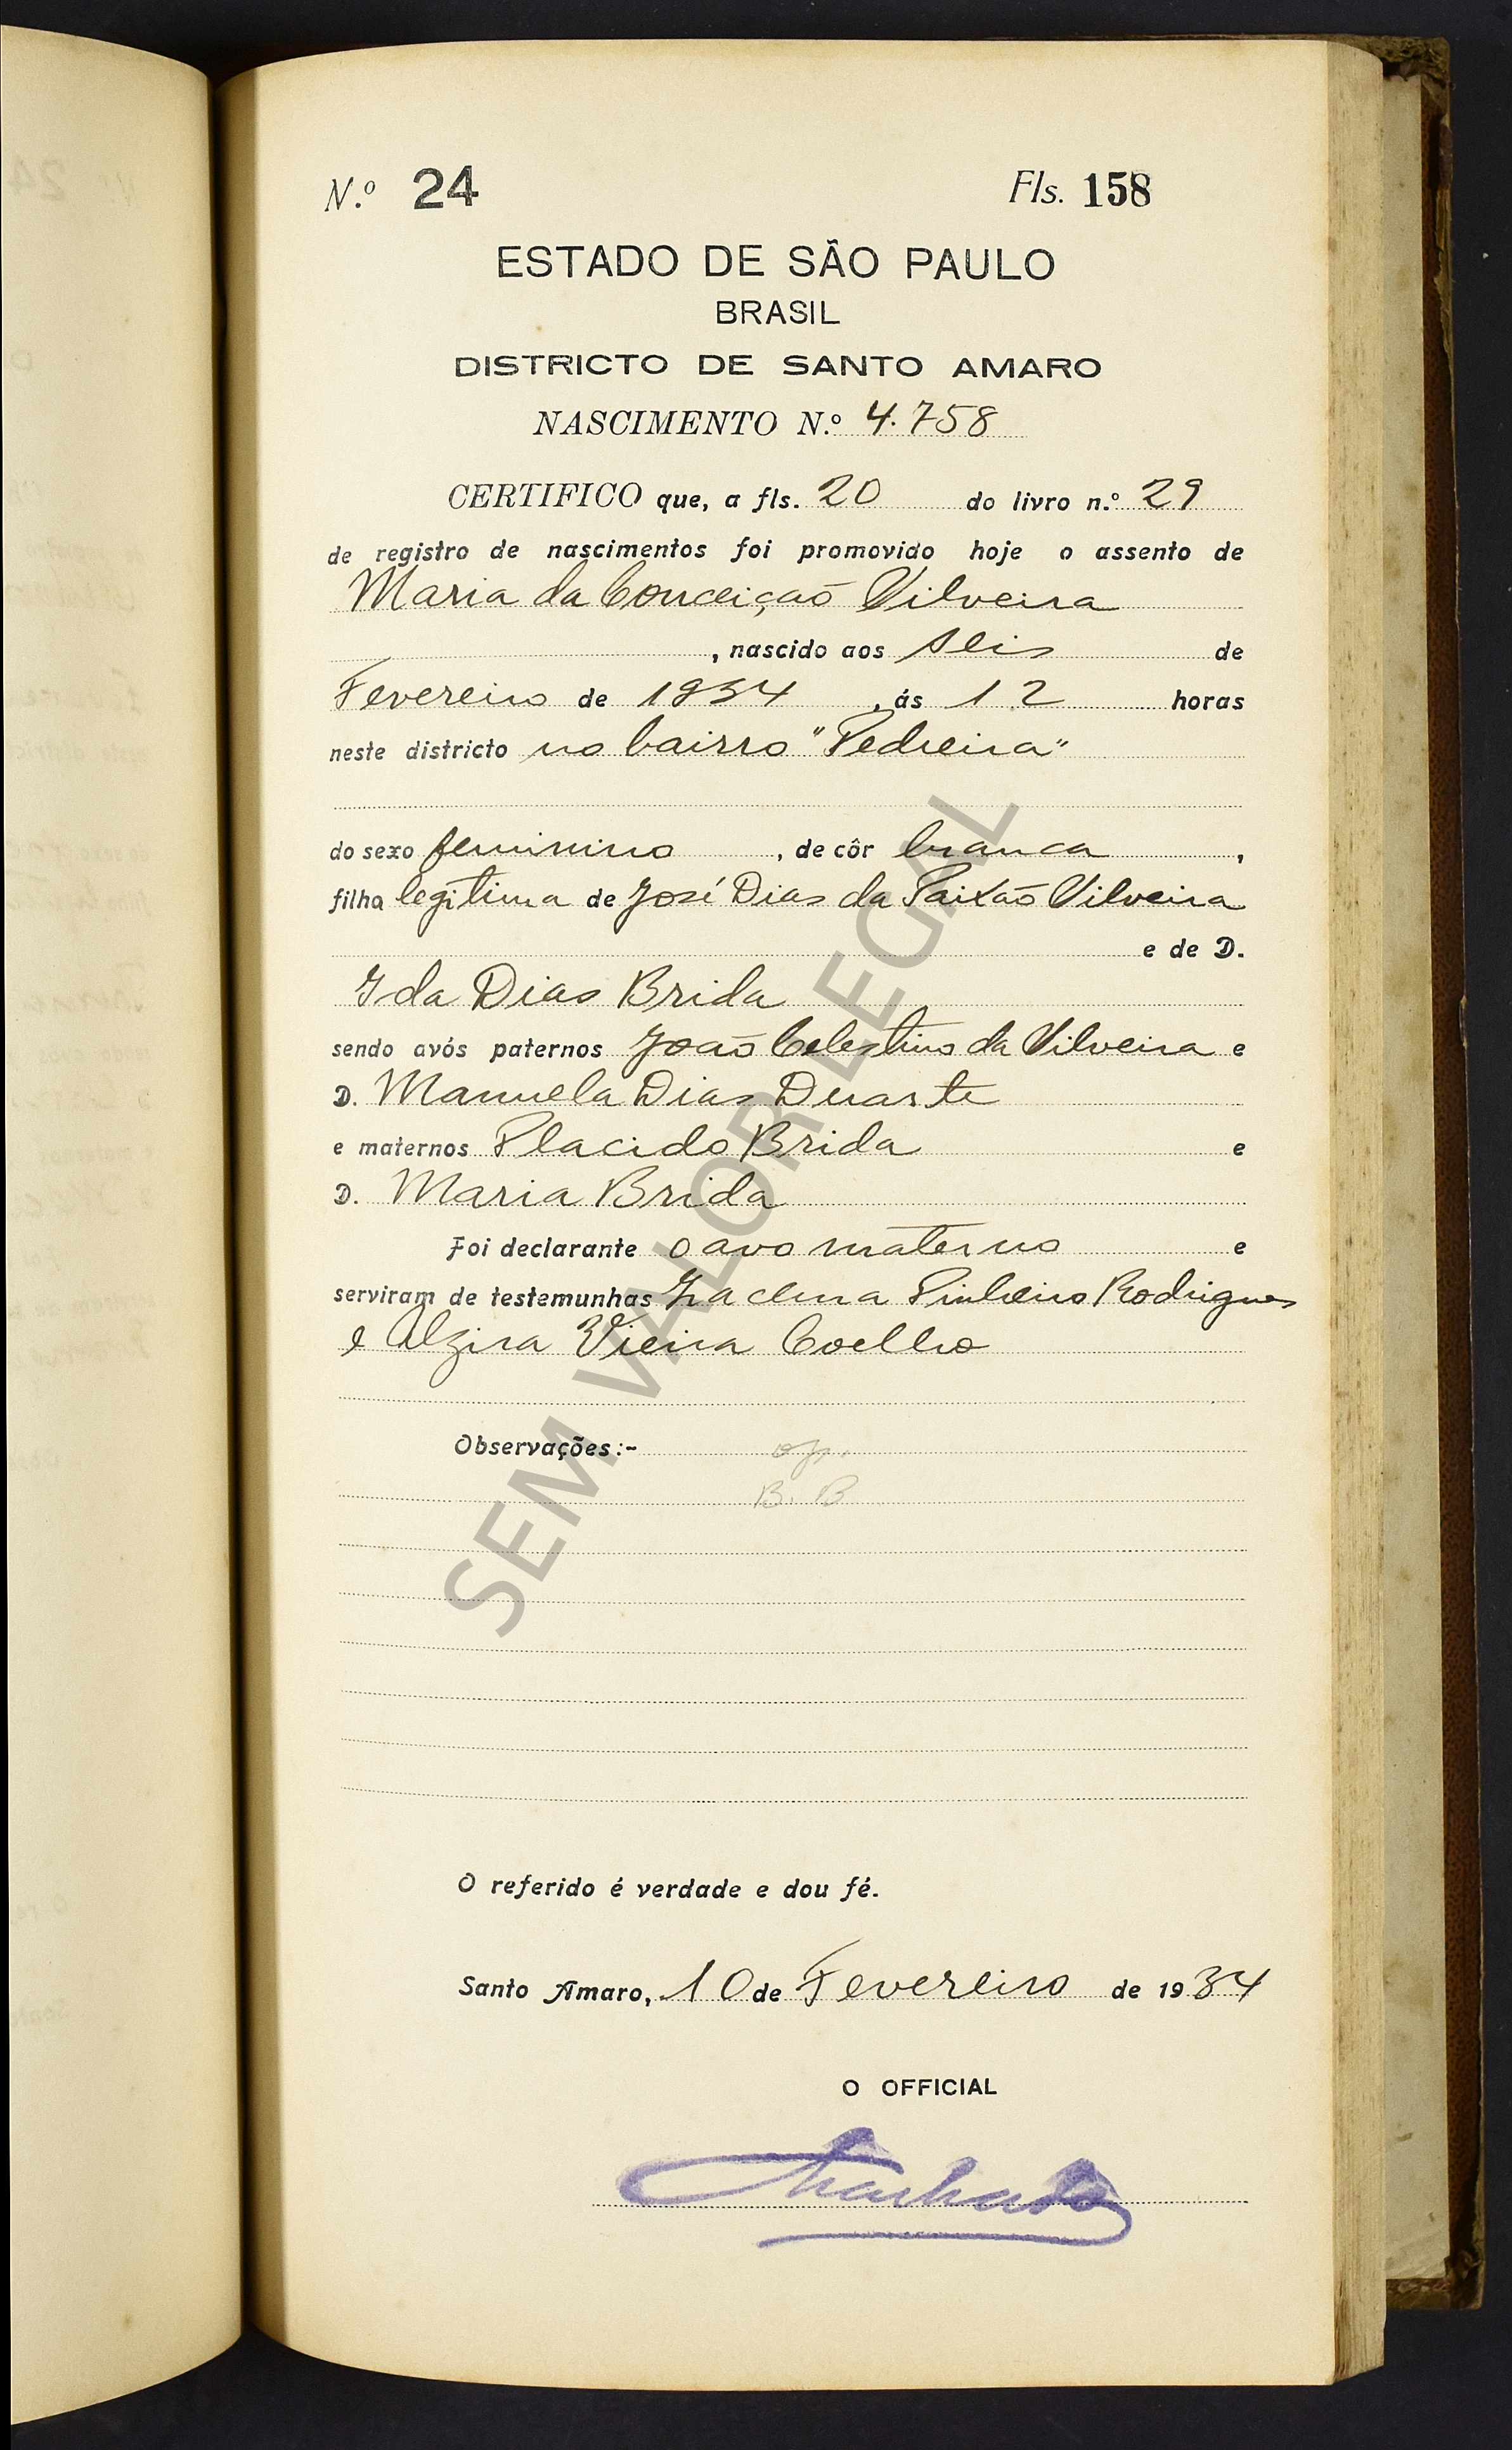 N.º 24 Fls. 158
ESTADO DE SÃO PAULO
BRASIL
DISTRICTO DE SANTO AMARO
NASCIMENTO N.º 4.758
CERTIFICO que, a fls. 20 do livro n.º 29
de registro de nascimentos foi promovido hoje o assento de
Maria da Conceição Silveira
, nascido aos seis de
Fevereiro de 1934, ás 12 horas
neste districto no bairro "Pedreira"
do sexo feminino, de côr branca,
filha legitima de José Dias da Paixão Silveira
e de D.
Ida Dias Brida
sendo avós paternos João Celestino da Silveira e
D. Manuela Dias Duarte
e maternos Placido Brida e
D. Maria Brida
Foi declarante o avo materno e
serviram de testemunhas Pinheiro Rodrigues
e Alzira Vieira Coelho
Observações:-
B. B
O referido é verdade e dou fé.
Santo Amaro, 10 de Fevereiro de 1934
O OFFICIAL
Machado
SEM VALOR LEGAL